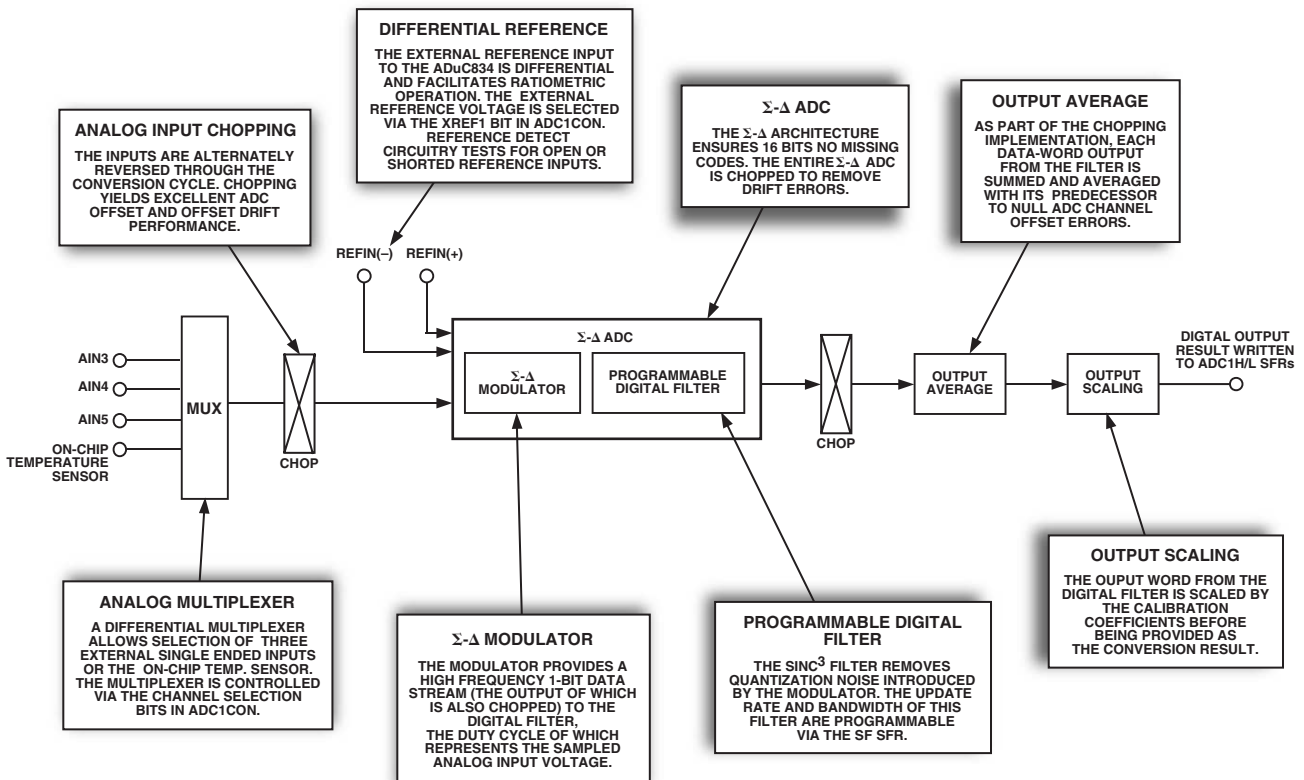 DIFFERENTIAL REFERENCE
THE EXTERNAL REFERENCE INPUT
TO THE ADuC834 IS DIFFERENTIAL
AND FACILITATES RATIOMETRIC
OPERATION. THE EXTERNAL
REFERENCE VOLTAGE IS SELECTED
VIA THE XREF1 BIT IN ADC1CON.
REFERENCE DETECT
CIRCUITRY TESTS FOR OPEN OR
SHORTED REFERENCE INPUTS.
ANALOG INPUT CHOPPING
THE INPUTS ARE ALTERNATELY
REVERSED THROUGH THE
CONVERSION CYCLE. CHOPPING
YIELDS EXCELLENT ADC
OFFSET AND OFFSET DRIFT
PERFORMANCE.
Σ-Δ ADC
THE Σ-Δ ARCHITECTURE
ENSURES 16 BITS NO MISSING
CODES. THE ENTIRE Σ-Δ ADC
IS CHOPPED TO REMOVE
DRIFT ERRORS.
OUTPUT AVERAGE
AS PART OF THE CHOPPING
IMPLEMENTATION, EACH
DATA-WORD OUTPUT
FROM THE FILTER IS
SUMMED AND AVERAGED
WITH ITS PREDECESSOR
TO NULL ADC CHANNEL
OFFSET ERRORS.
REFIN(–) REFIN(+)
AIN3
AIN4
AIN5
ON-CHIP
TEMPERATURE
SENSOR
MUX
CHOP
Σ-Δ ADC
Σ-Δ
MODULATOR
PROGRAMMABLE
DIGITAL FILTER
CHOP
OUTPUT
AVERAGE
OUTPUT
SCALING
DIGTAL OUTPUT
RESULT WRITTEN
TO ADC1H/L SFRs
ANALOG MULTIPLEXER
A DIFFERENTIAL MULTIPLEXER
ALLOWS SELECTION OF THREE
EXTERNAL SINGLE ENDED INPUTS
OR THE ON-CHIP TEMP. SENSOR.
THE MULTIPLEXER IS CONTROLLED
VIA THE CHANNEL SELECTION
BITS IN ADC1CON.
Σ-Δ MODULATOR
THE MODULATOR PROVIDES A
HIGH FREQUENCY 1-BIT DATA
STREAM (THE OUTPUT OF WHICH
IS ALSO CHOPPED) TO THE
DIGITAL FILTER,
THE DUTY CYCLE OF WHICH
REPRESENTS THE SAMPLED
ANALOG INPUT VOLTAGE.
PROGRAMMABLE DIGITAL
FILTER
THE SINC³ FILTER REMOVES
QUANTIZATION NOISE INTRODUCED
BY THE MODULATOR. THE UPDATE
RATE AND BANDWIDTH OF THIS
FILTER ARE PROGRAMMABLE
VIA THE SF SFR.
OUTPUT SCALING
THE OUPUT WORD FROM THE
DIGITAL FILTER IS SCALED BY
THE CALIBRATION
COEFFICIENTS BEFORE
BEING PROVIDED AS
THE CONVERSION RESULT.